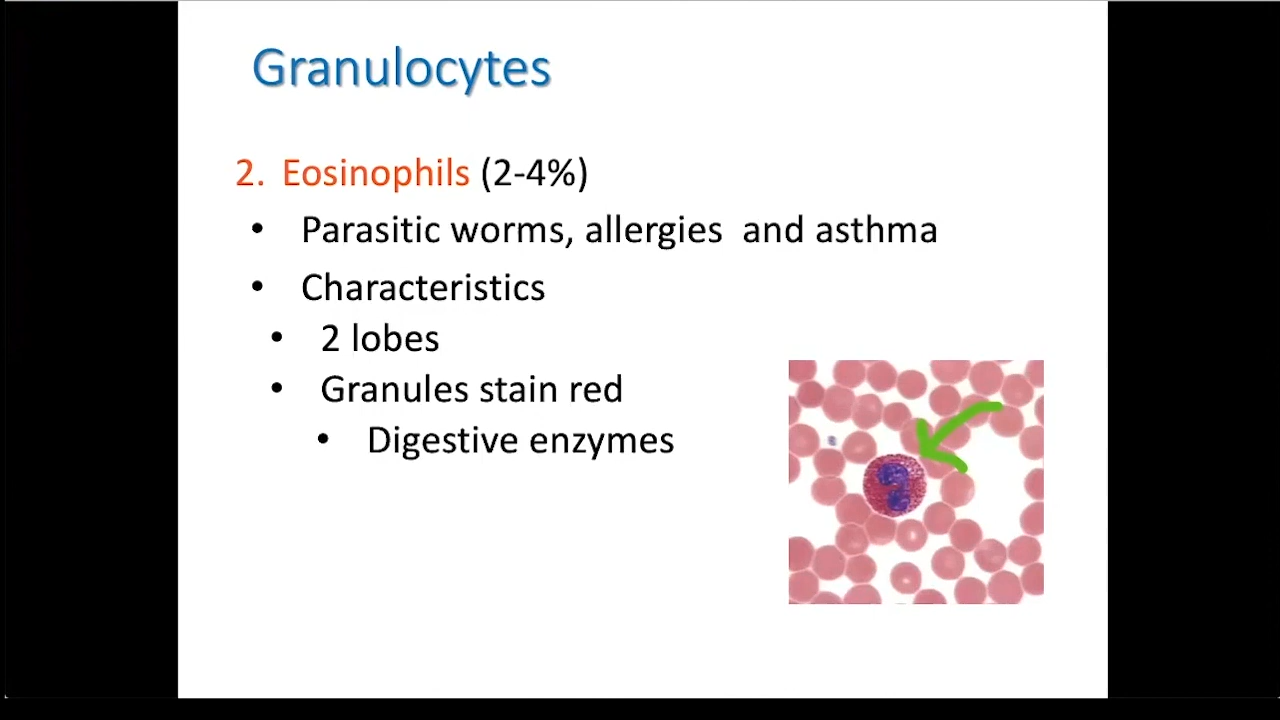 Granulocytes
2. Eosinophils (2-4%)
• Parasitic worms, allergies and asthma
• Characteristics
• 2 lobes
• Granules stain red
• Digestive enzymes